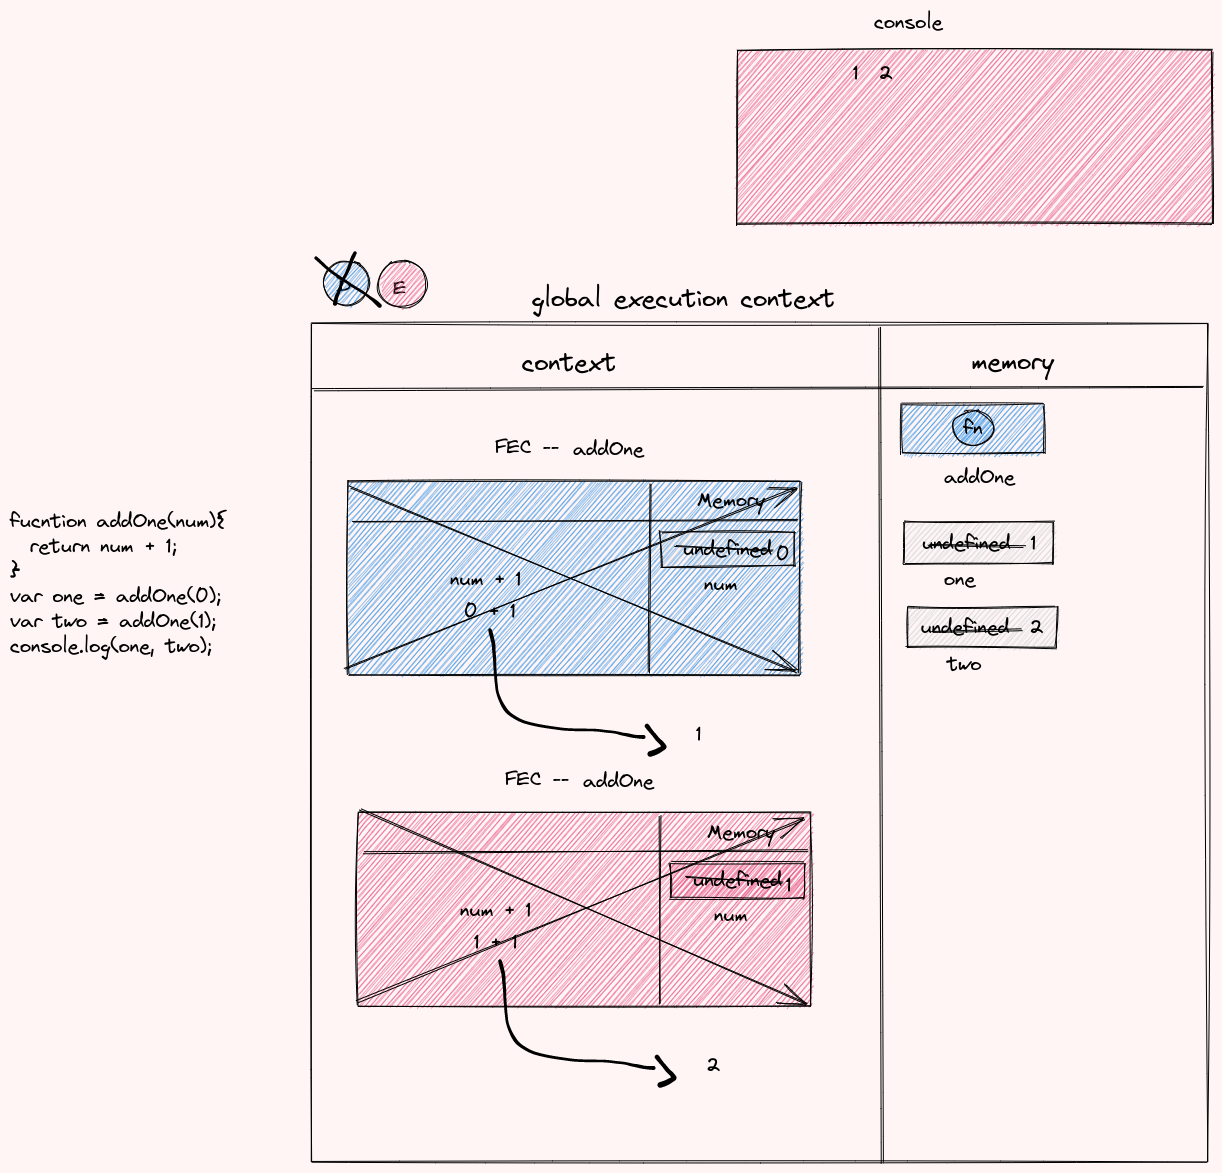 console
1 2
E
global execution context
context
memory
fn
addOne
undefined 1
one
undefined 2
two
FEC -- addOne
Memory
undefined 0
num
num + 1
0 + 1
1
FEC -- addOne
Memory
undefined 1
num
num + 1
1 + 1
2
fucntion addOne(num){
return num + 1;
}
var one = addOne(0);
var two = addOne(1);
console.log(one, two);